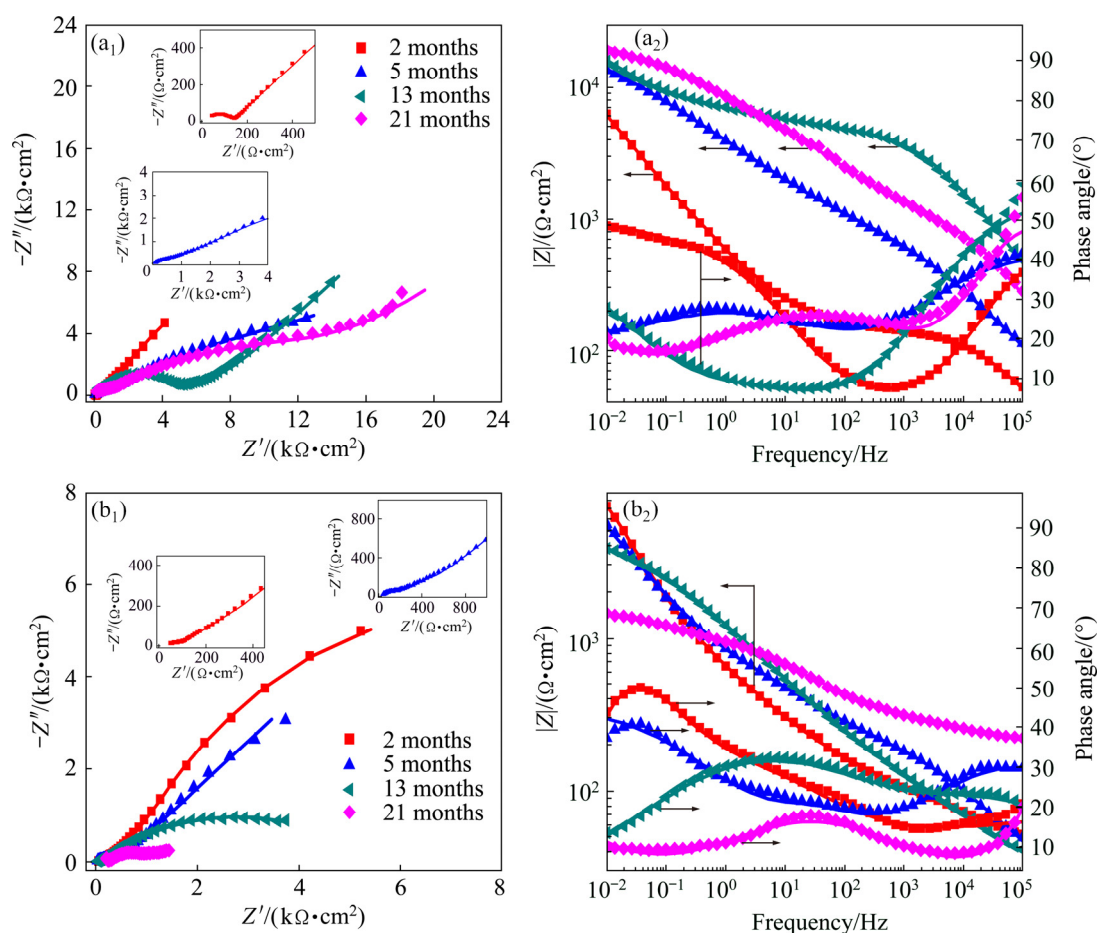 (a₁)
24
20
16
12
8
4
0
−Z″/(kΩ•cm²)
0 4 8 12 16 20 24
Z′/(kΩ•cm²)
2 months
5 months
13 months
21 months
400
200
0
−Z″/(Ω•cm²)
0 200 400
Z′/(Ω•cm²)
4
3
2
1
0
−Z″/(kΩ•cm²)
1 2 3 4
Z′/(kΩ•cm²)
(a₂)
10⁴
10³
10²
|Z|/(Ω•cm²)
90
80
70
60
50
40
30
20
10
Phase angle/(°)
10⁻² 10⁻¹ 10⁰ 10¹ 10² 10³ 10⁴ 10⁵
Frequency/Hz
(b₁)
8
6
4
2
0
−Z″/(kΩ•cm²)
0 2 4 6 8
Z′/(kΩ•cm²)
400
200
0
−Z″/(Ω•cm²)
0 200 400
Z′/(Ω•cm²)
800
400
0
−Z″/(Ω•cm²)
0 400 800
Z′/(Ω•cm²)
2 months
5 months
13 months
21 months
(b₂)
10³
10²
|Z|/(Ω•cm²)
90
80
70
60
50
40
30
20
10
Phase angle/(°)
10⁻² 10⁻¹ 10⁰ 10¹ 10² 10³ 10⁴ 10⁵
Frequency/Hz